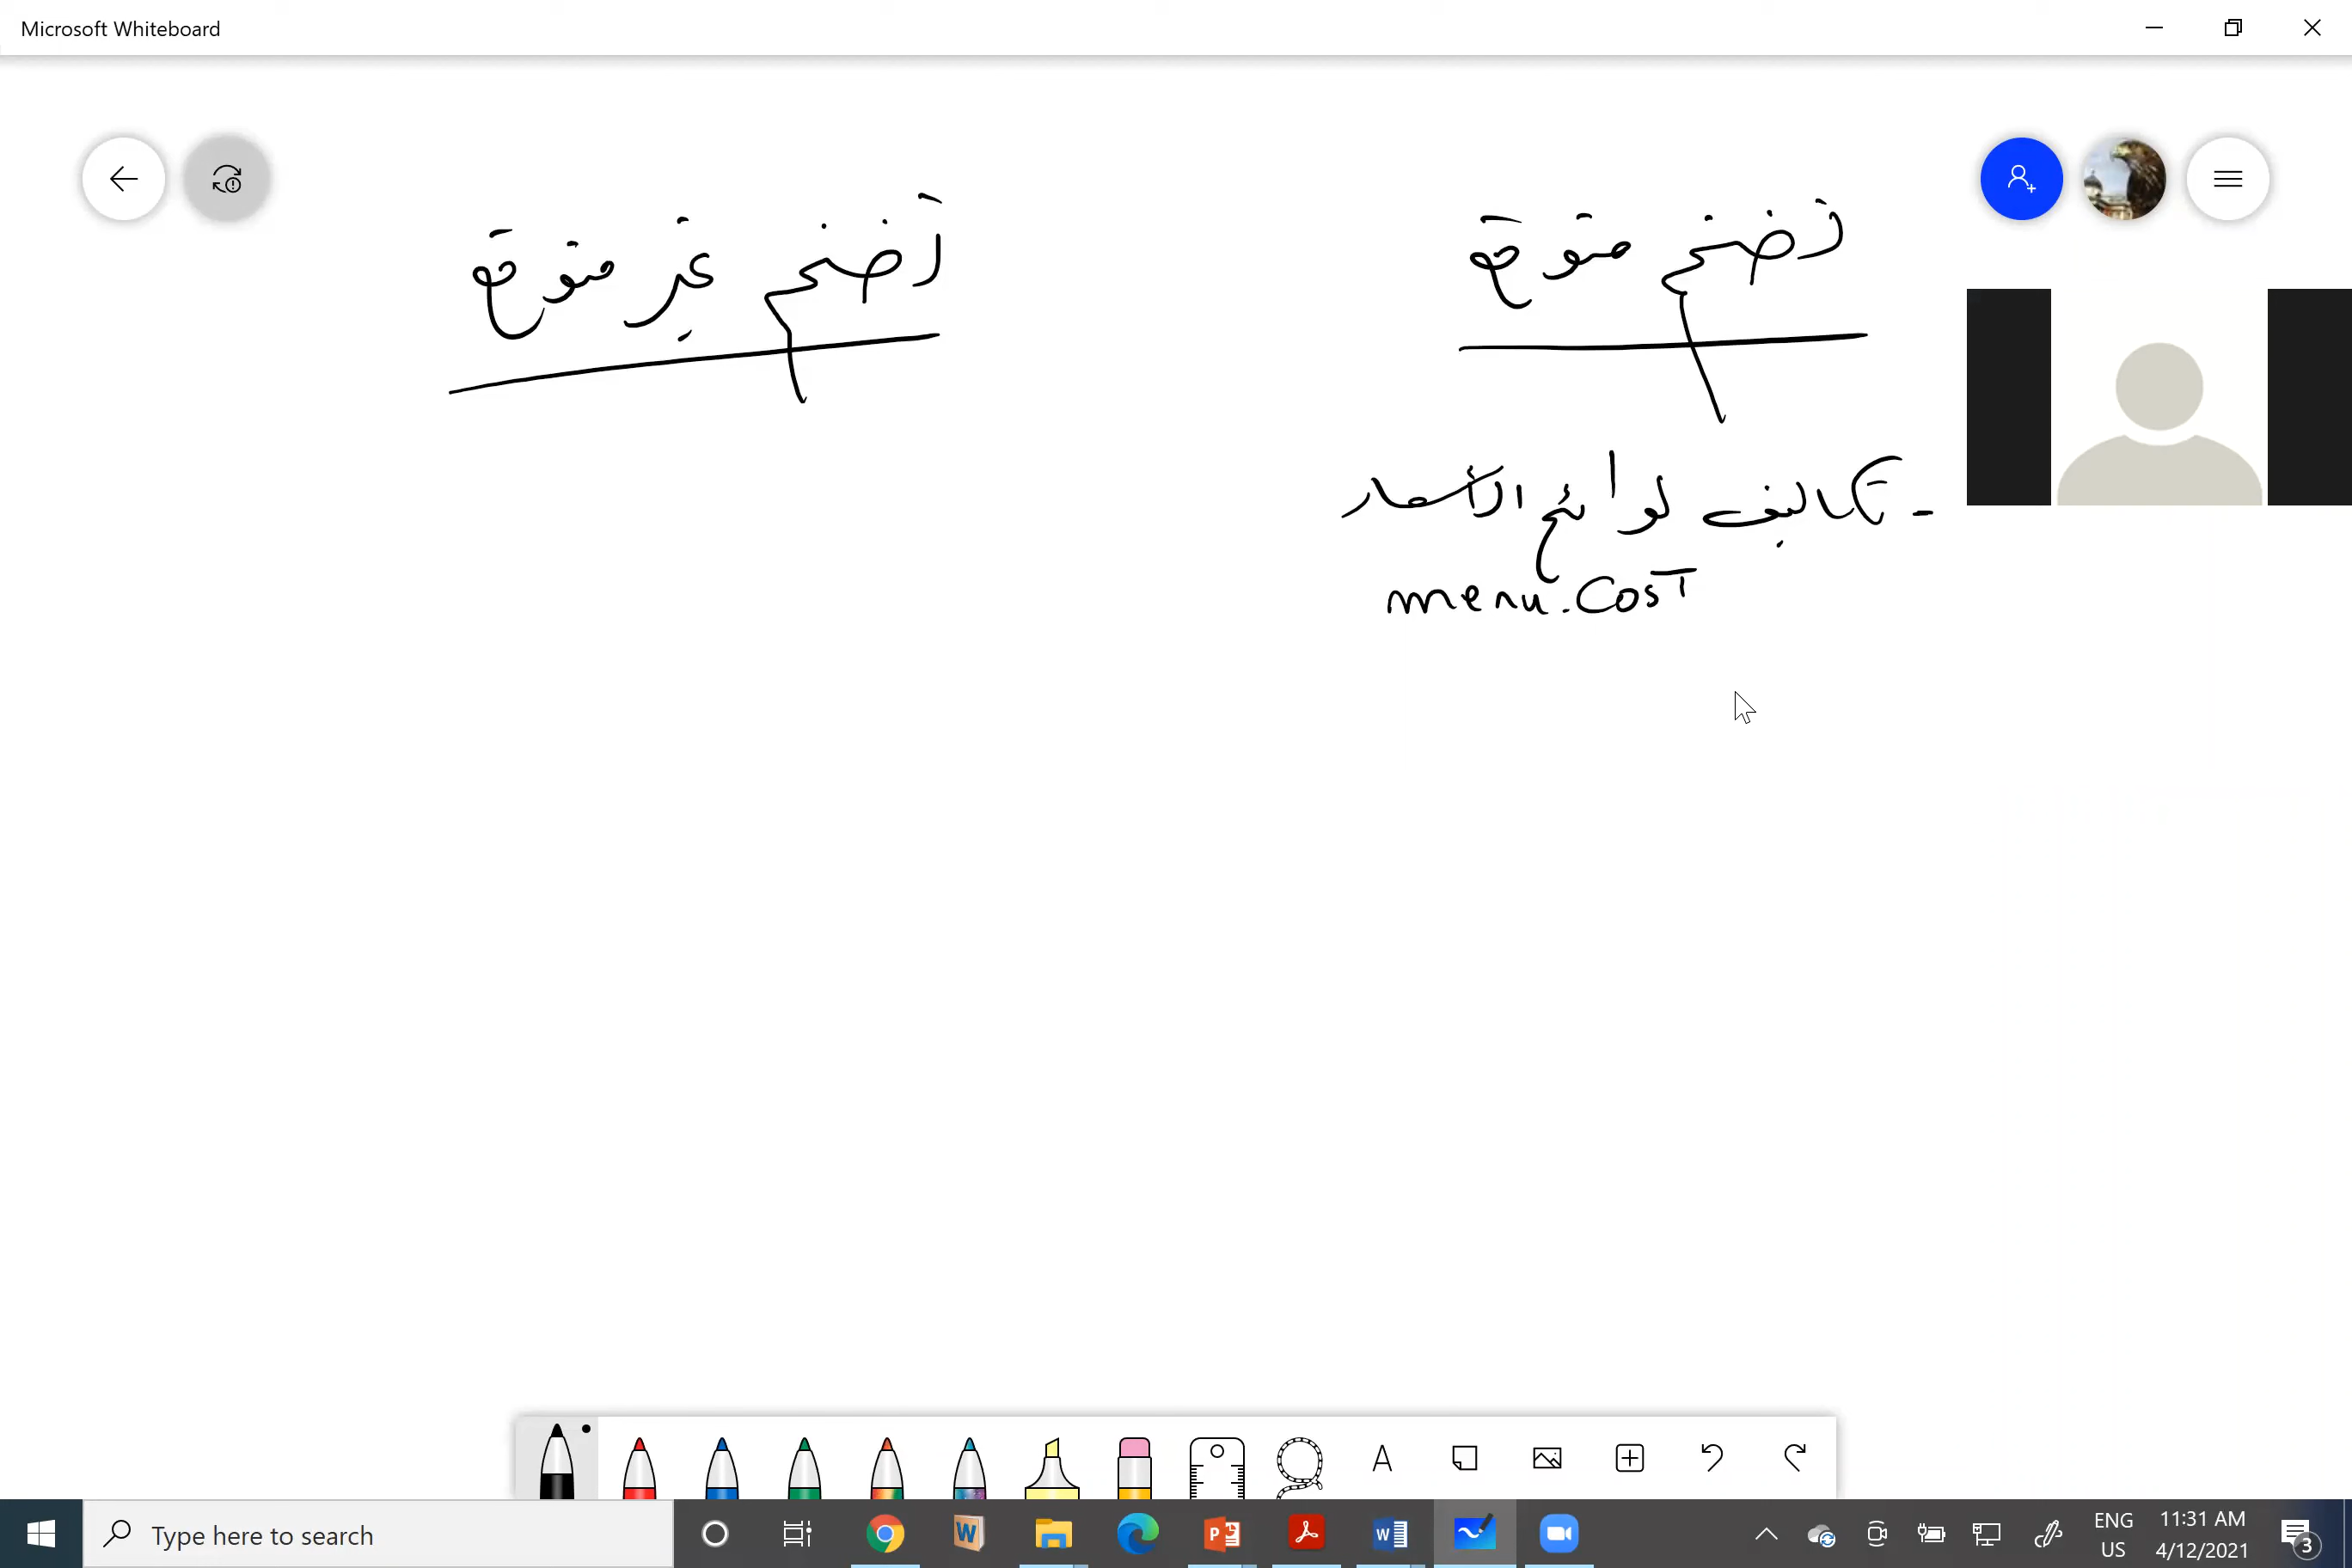 Microsoft Whiteboard
تضخم متوقع
تضخم غير متوقع
- تكاليف لوائح الأسعار
menu.Cost
Type here to search
ENG
US
11:31 AM
4/12/2021
3